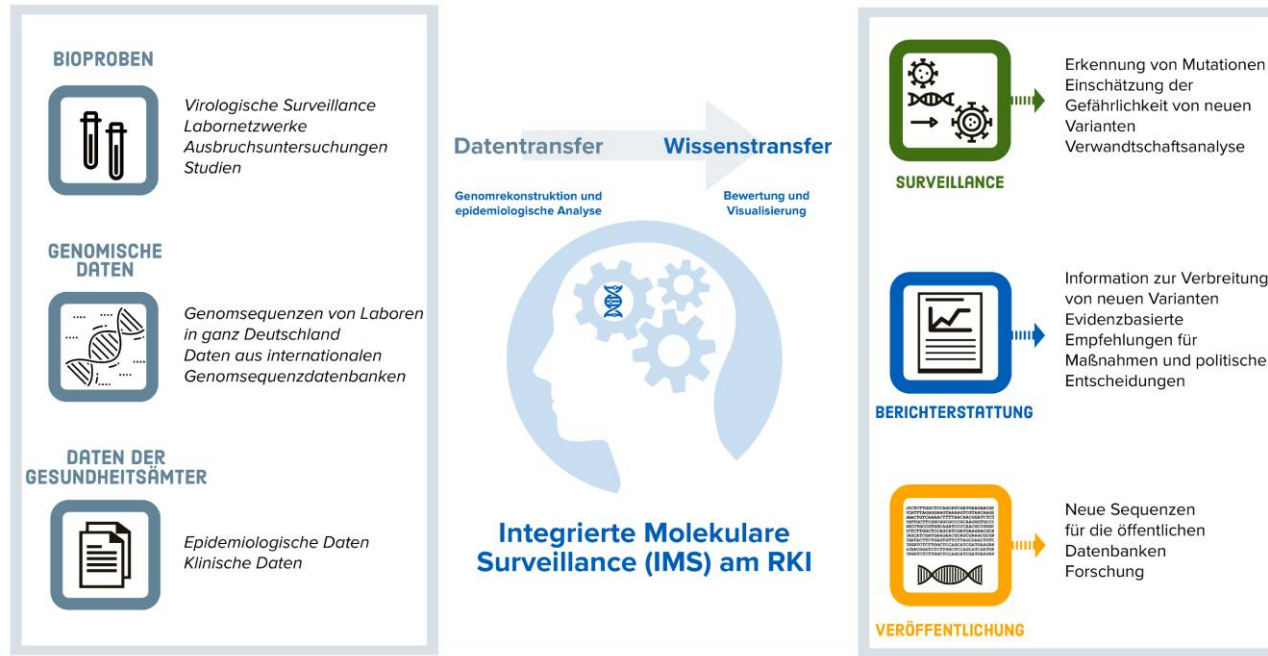 BIOPROBEN
Virologische Surveillance
Labornetzwerke
Ausbruchsuntersuchungen
Studien
GENOMISCHE
DATEN
Genomsequenzen von Laboren
in ganz Deutschland
Daten aus internationalen
Genomsequenzdatenbanken
DATEN DER
GESUNDHEITSÄMTER
Epidemiologische Daten
Klinische Daten
Datentransfer
Wissenstransfer
Genomrekonstruktion und
epidemiologische Analyse
Bewertung und
Visualisierung
Integrierte Molekulare
Surveillance (IMS) am RKI
SURVEILLANCE
Erkennung von Mutationen
Einschätzung der
Gefährlichkeit von neuen
Varianten
Verwandtschaftsanalyse
BERICHTERSTATTUNG
Information zur Verbreitung
von neuen Varianten
Evidenzbasierte
Empfehlungen für
Maßnahmen und politische
Entscheidungen
VERÖFFENTLICHUNG
Neue Sequenzen
für die öffentlichen
Datenbanken
Forschung